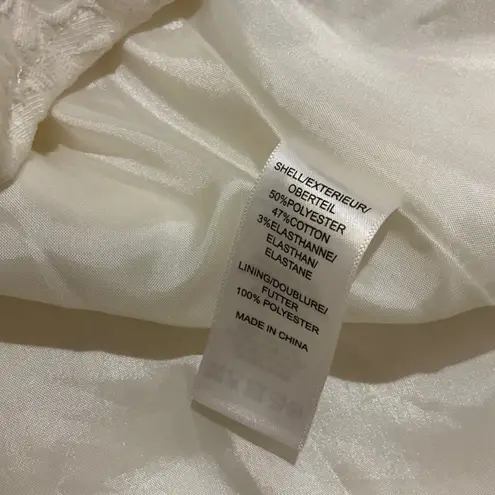 SHELL/EXTERIEUR/
OBERTEIL
50%POLYESTER
47%COTTON
3%ELASTHANNE/
ELASTHAN/
ELASTANE
LINING/DOUBLURE/
FUTTER
100% POLYESTER
MADE IN CHINA